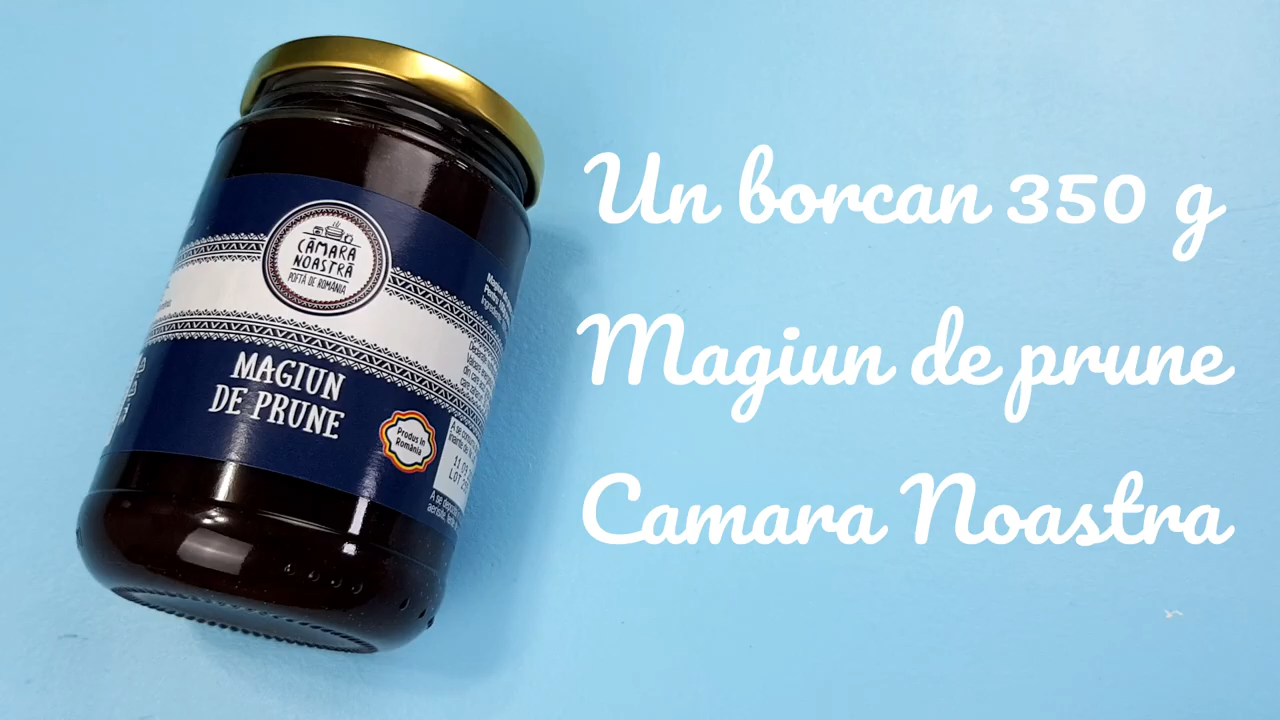 CĂMARA
NOASTRĂ
POFTĂ DE ROMÂNIA
MAGIUN
DE PRUNE
Produs în
România
Un borcan 350 g
Magiun de prune
Camara Noastra